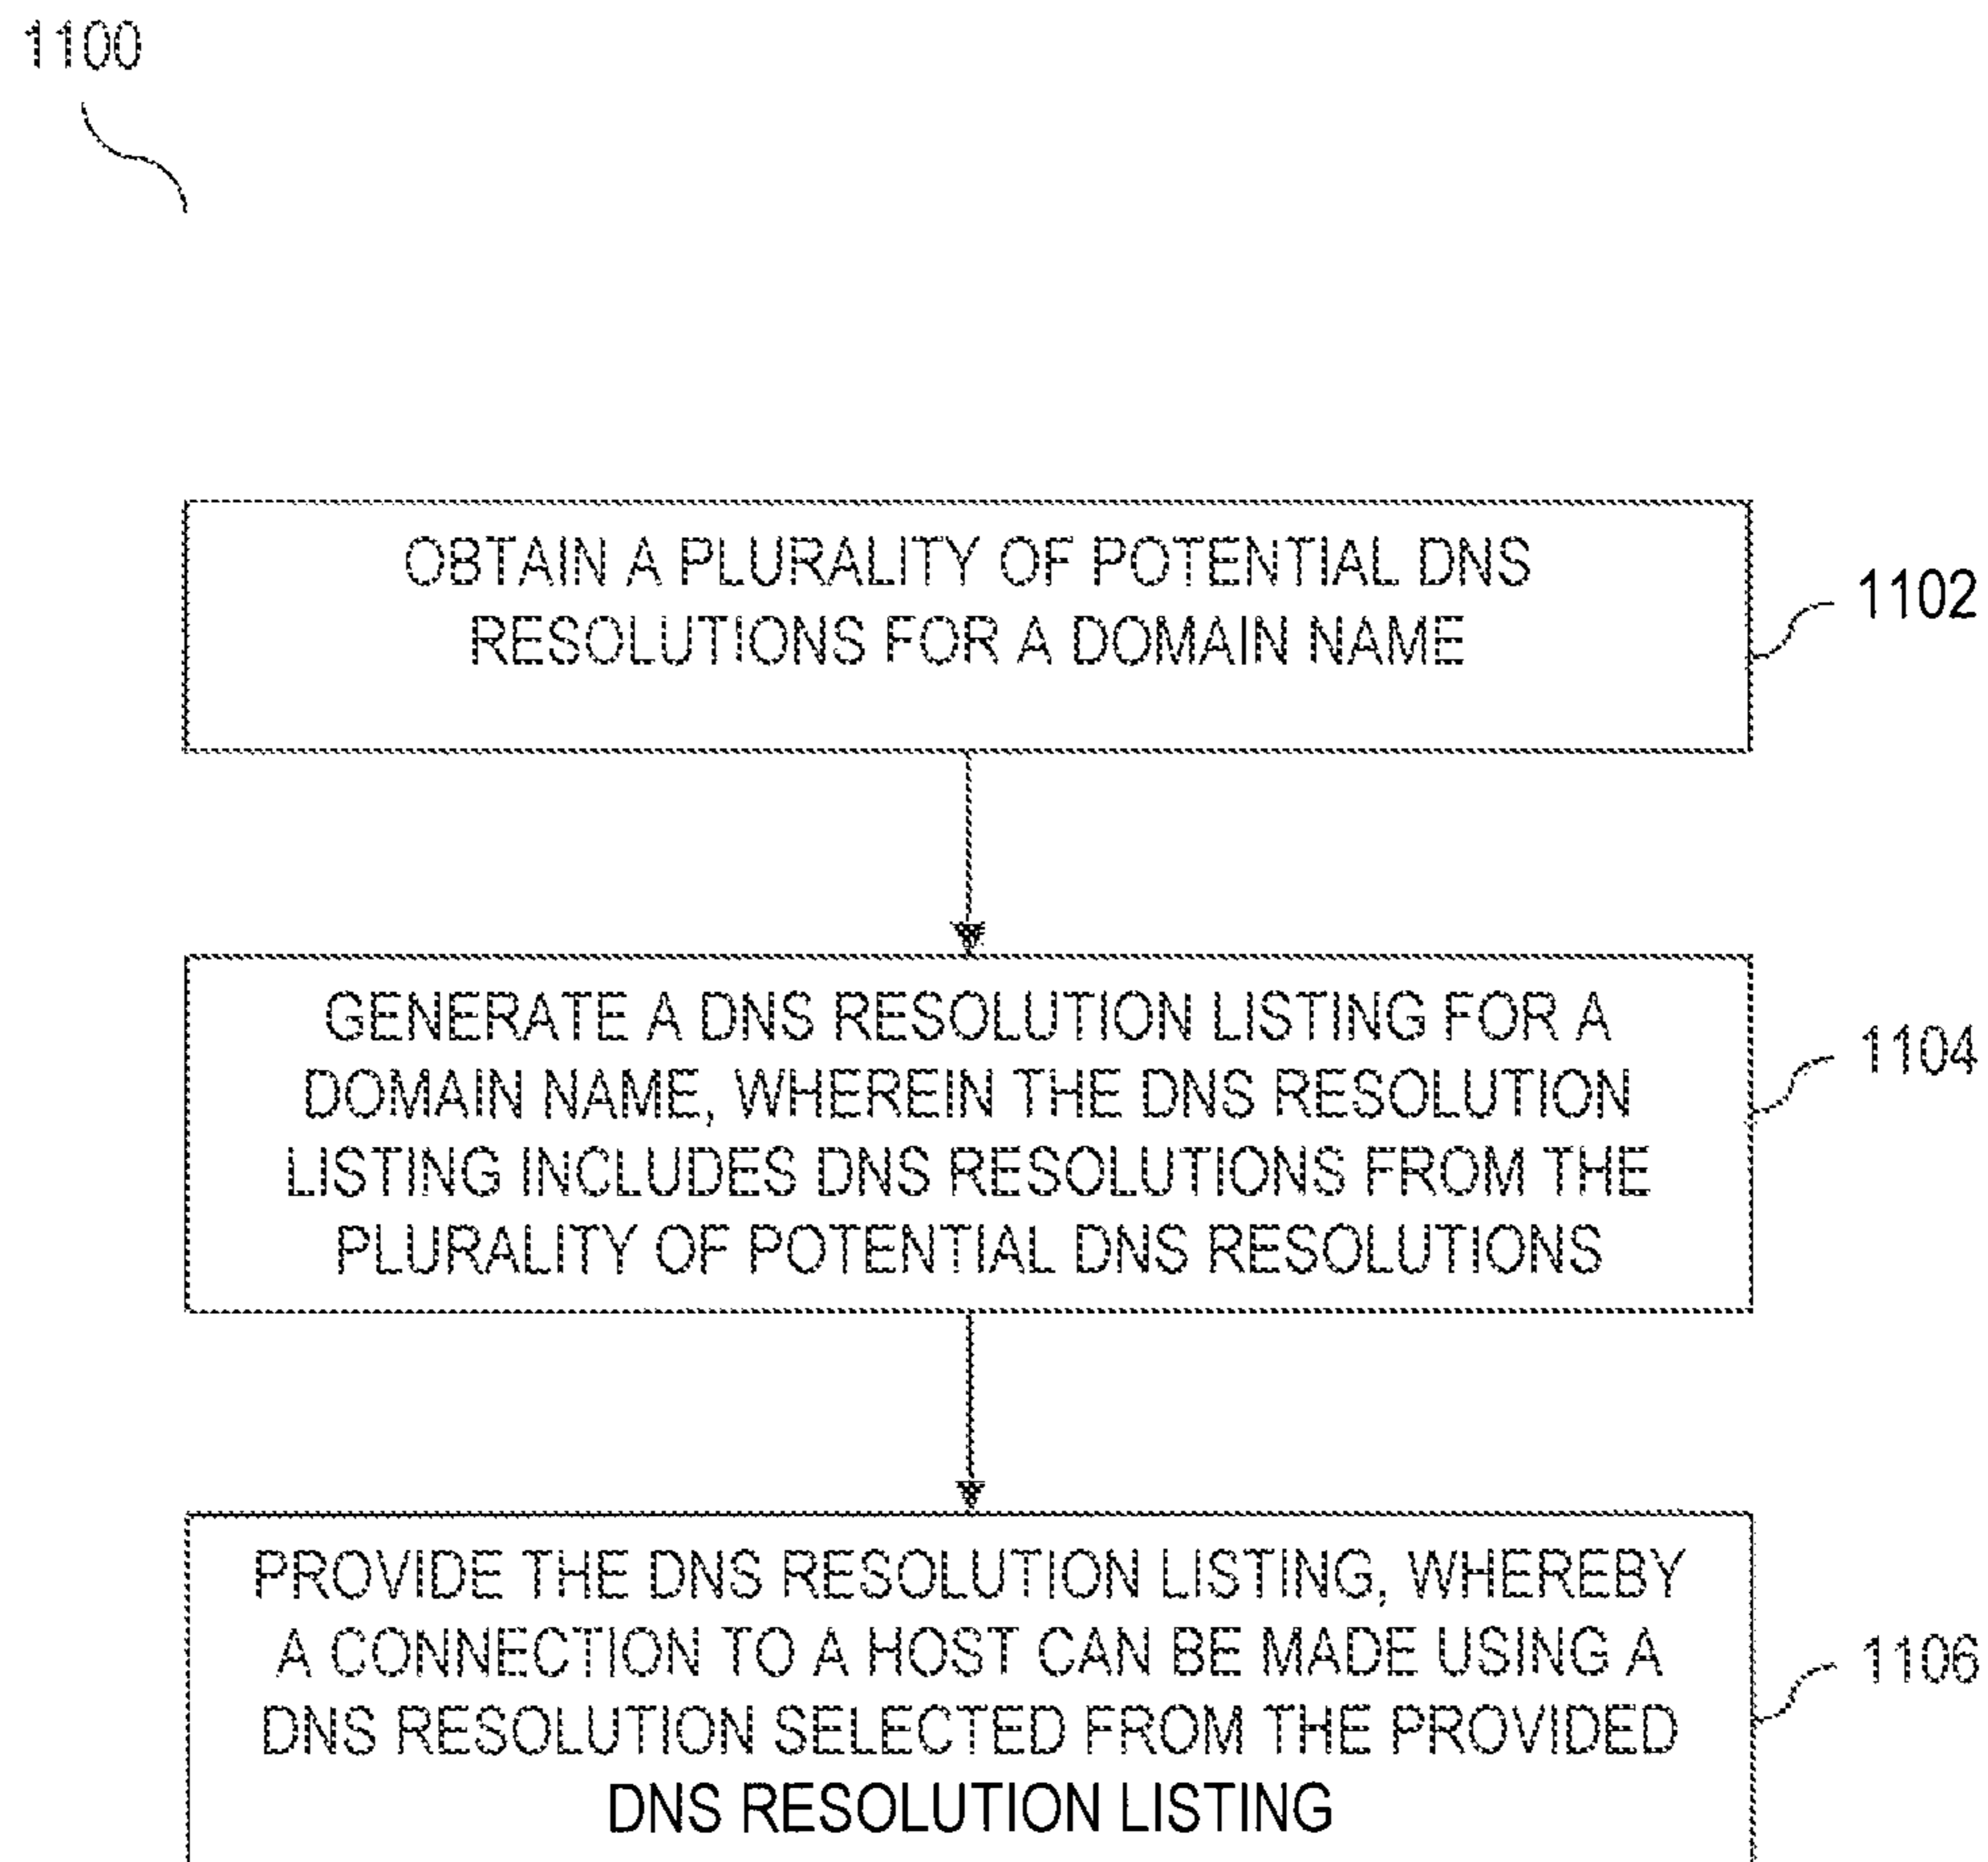 1100
OBTAIN A PLURALITY OF POTENTIAL DNS
RESOLUTIONS FOR A DOMAIN NAME
1102
GENERATE A DNS RESOLUTION LISTING FOR A
DOMAIN NAME, WHEREIN THE DNS RESOLUTION
LISTING INCLUDES DNS RESOLUTIONS FROM THE
PLURALITY OF POTENTIAL DNS RESOLUTIONS
1104
PROVIDE THE DNS RESOLUTION LISTING, WHEREBY
A CONNECTION TO A HOST CAN BE MADE USING A
DNS RESOLUTION SELECTED FROM THE PROVIDED
DNS RESOLUTION LISTING
1106